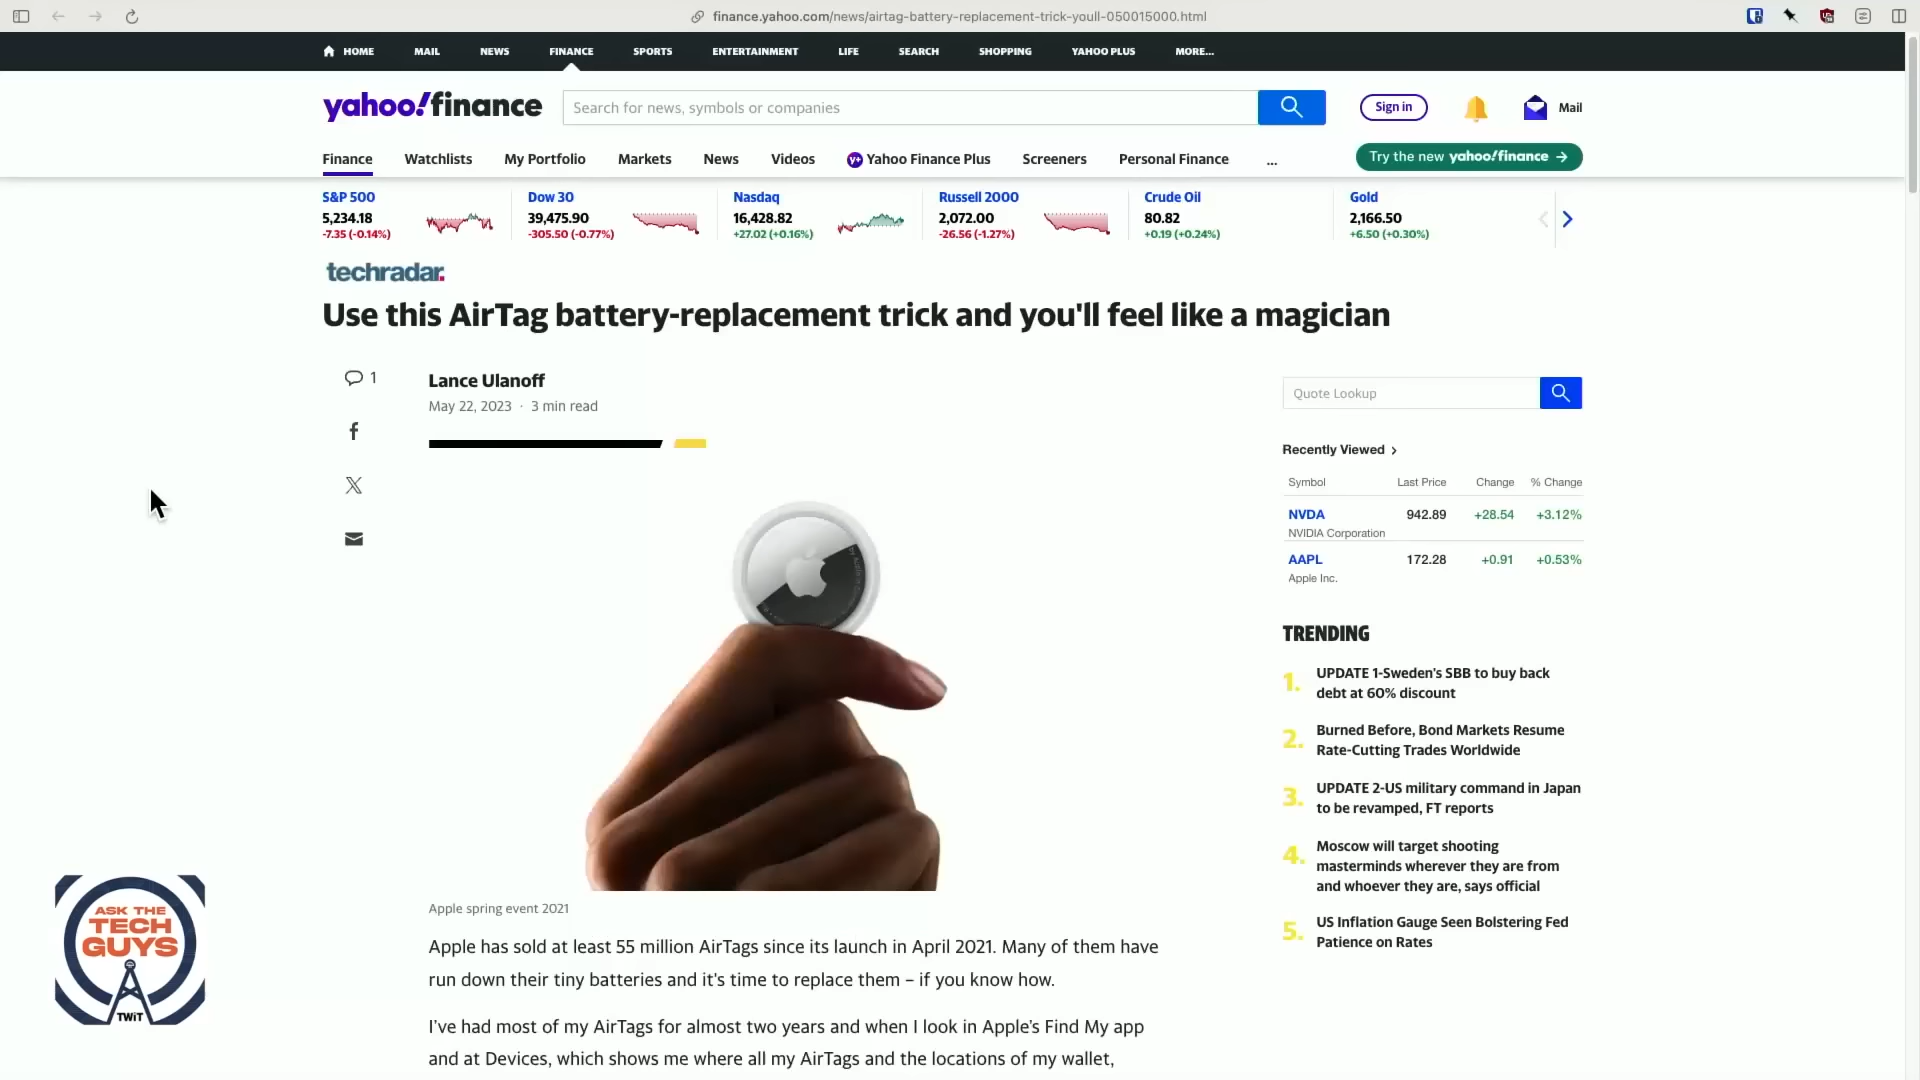 finance.yahoo.com/news/airtag-battery-replacement-trick-youll-050015000.html
HOME MAIL NEWS FINANCE SPORTS ENTERTAINMENT LIFE SEARCH SHOPPING YAHOO PLUS MORE...
yahoo!finance
Search for news, symbols or companies
Sign in
Mail
Finance Watchlists My Portfolio Markets News Videos Yahoo Finance Plus Screeners Personal Finance ...
Try the new yahoo!finance →
S&P 500
5,234.18
-7.35 (-0.14%)
Dow 30
39,475.90
-305.50 (-0.77%)
Nasdaq
16,428.82
+27.02 (+0.16%)
Russell 2000
2,072.00
-26.56 (-1.27%)
Crude Oil
80.82
+0.19 (+0.24%)
Gold
2,166.50
+6.50 (+0.30%)
techradar.
Use this AirTag battery-replacement trick and you'll feel like a magician
1
Lance Ulanoff
May 22, 2023 · 3 min read
Apple spring event 2021
Apple has sold at least 55 million AirTags since its launch in April 2021. Many of them have
run down their tiny batteries and it's time to replace them – if you know how.
I've had most of my AirTags for almost two years and when I look in Apple's Find My app
and at Devices, which shows me where all my AirTags and the locations of my wallet,
Quote Lookup
Recently Viewed
Symbol Last Price Change % Change
NVDA 942.89 +28.54 +3.12%
NVIDIA Corporation
AAPL 172.28 +0.91 +0.53%
Apple Inc.
TRENDING
1. UPDATE 1-Sweden's SBB to buy back
debt at 60% discount
2. Burned Before, Bond Markets Resume
Rate-Cutting Trades Worldwide
3. UPDATE 2-US military command in Japan
to be revamped, FT reports
4. Moscow will target shooting
masterminds wherever they are from
and whoever they are, says official
5. US Inflation Gauge Seen Bolstering Fed
Patience on Rates
ASK THE
TECH
GUYS
TWiT